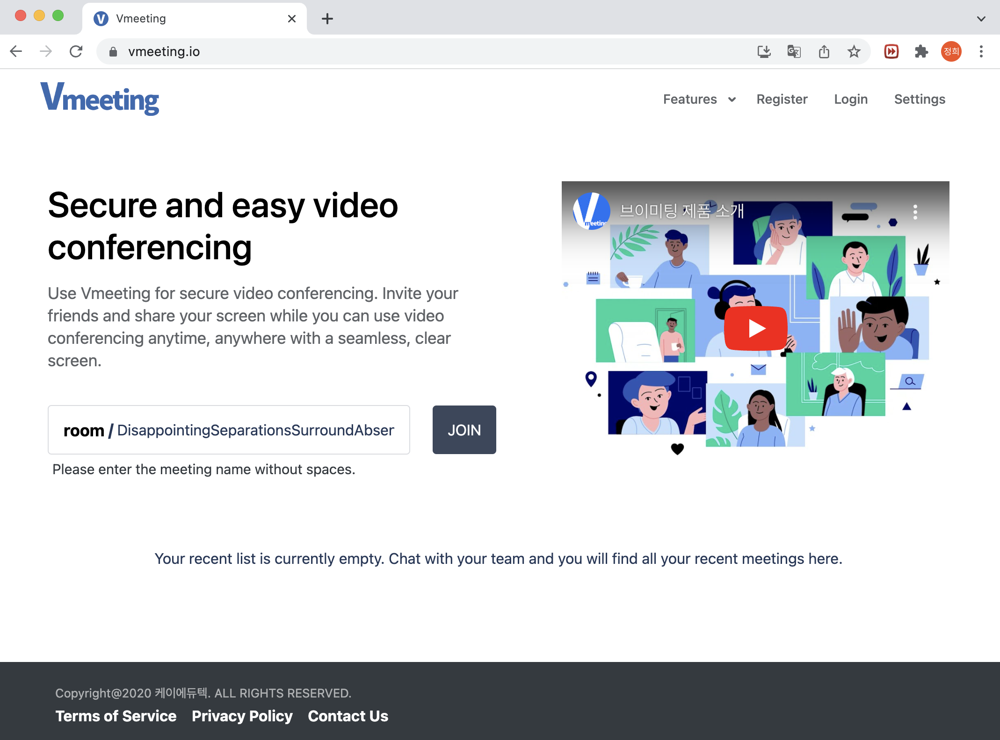 Vmeeting
vmeeting.io
정희
Vmeeting
Features Register Login Settings
Secure and easy video
conferencing
Use Vmeeting for secure video conferencing. Invite your
friends and share your screen while you can use video
conferencing anytime, anywhere with a seamless, clear
screen.
room / DisappointingSeparationsSurroundAbser
JOIN
Please enter the meeting name without spaces.
meeting
브이미팅 제품 소개
Your recent list is currently empty. Chat with your team and you will find all your recent meetings here.
Copyright@2020 케이에듀텍. ALL RIGHTS RESERVED.
Terms of Service Privacy Policy Contact Us